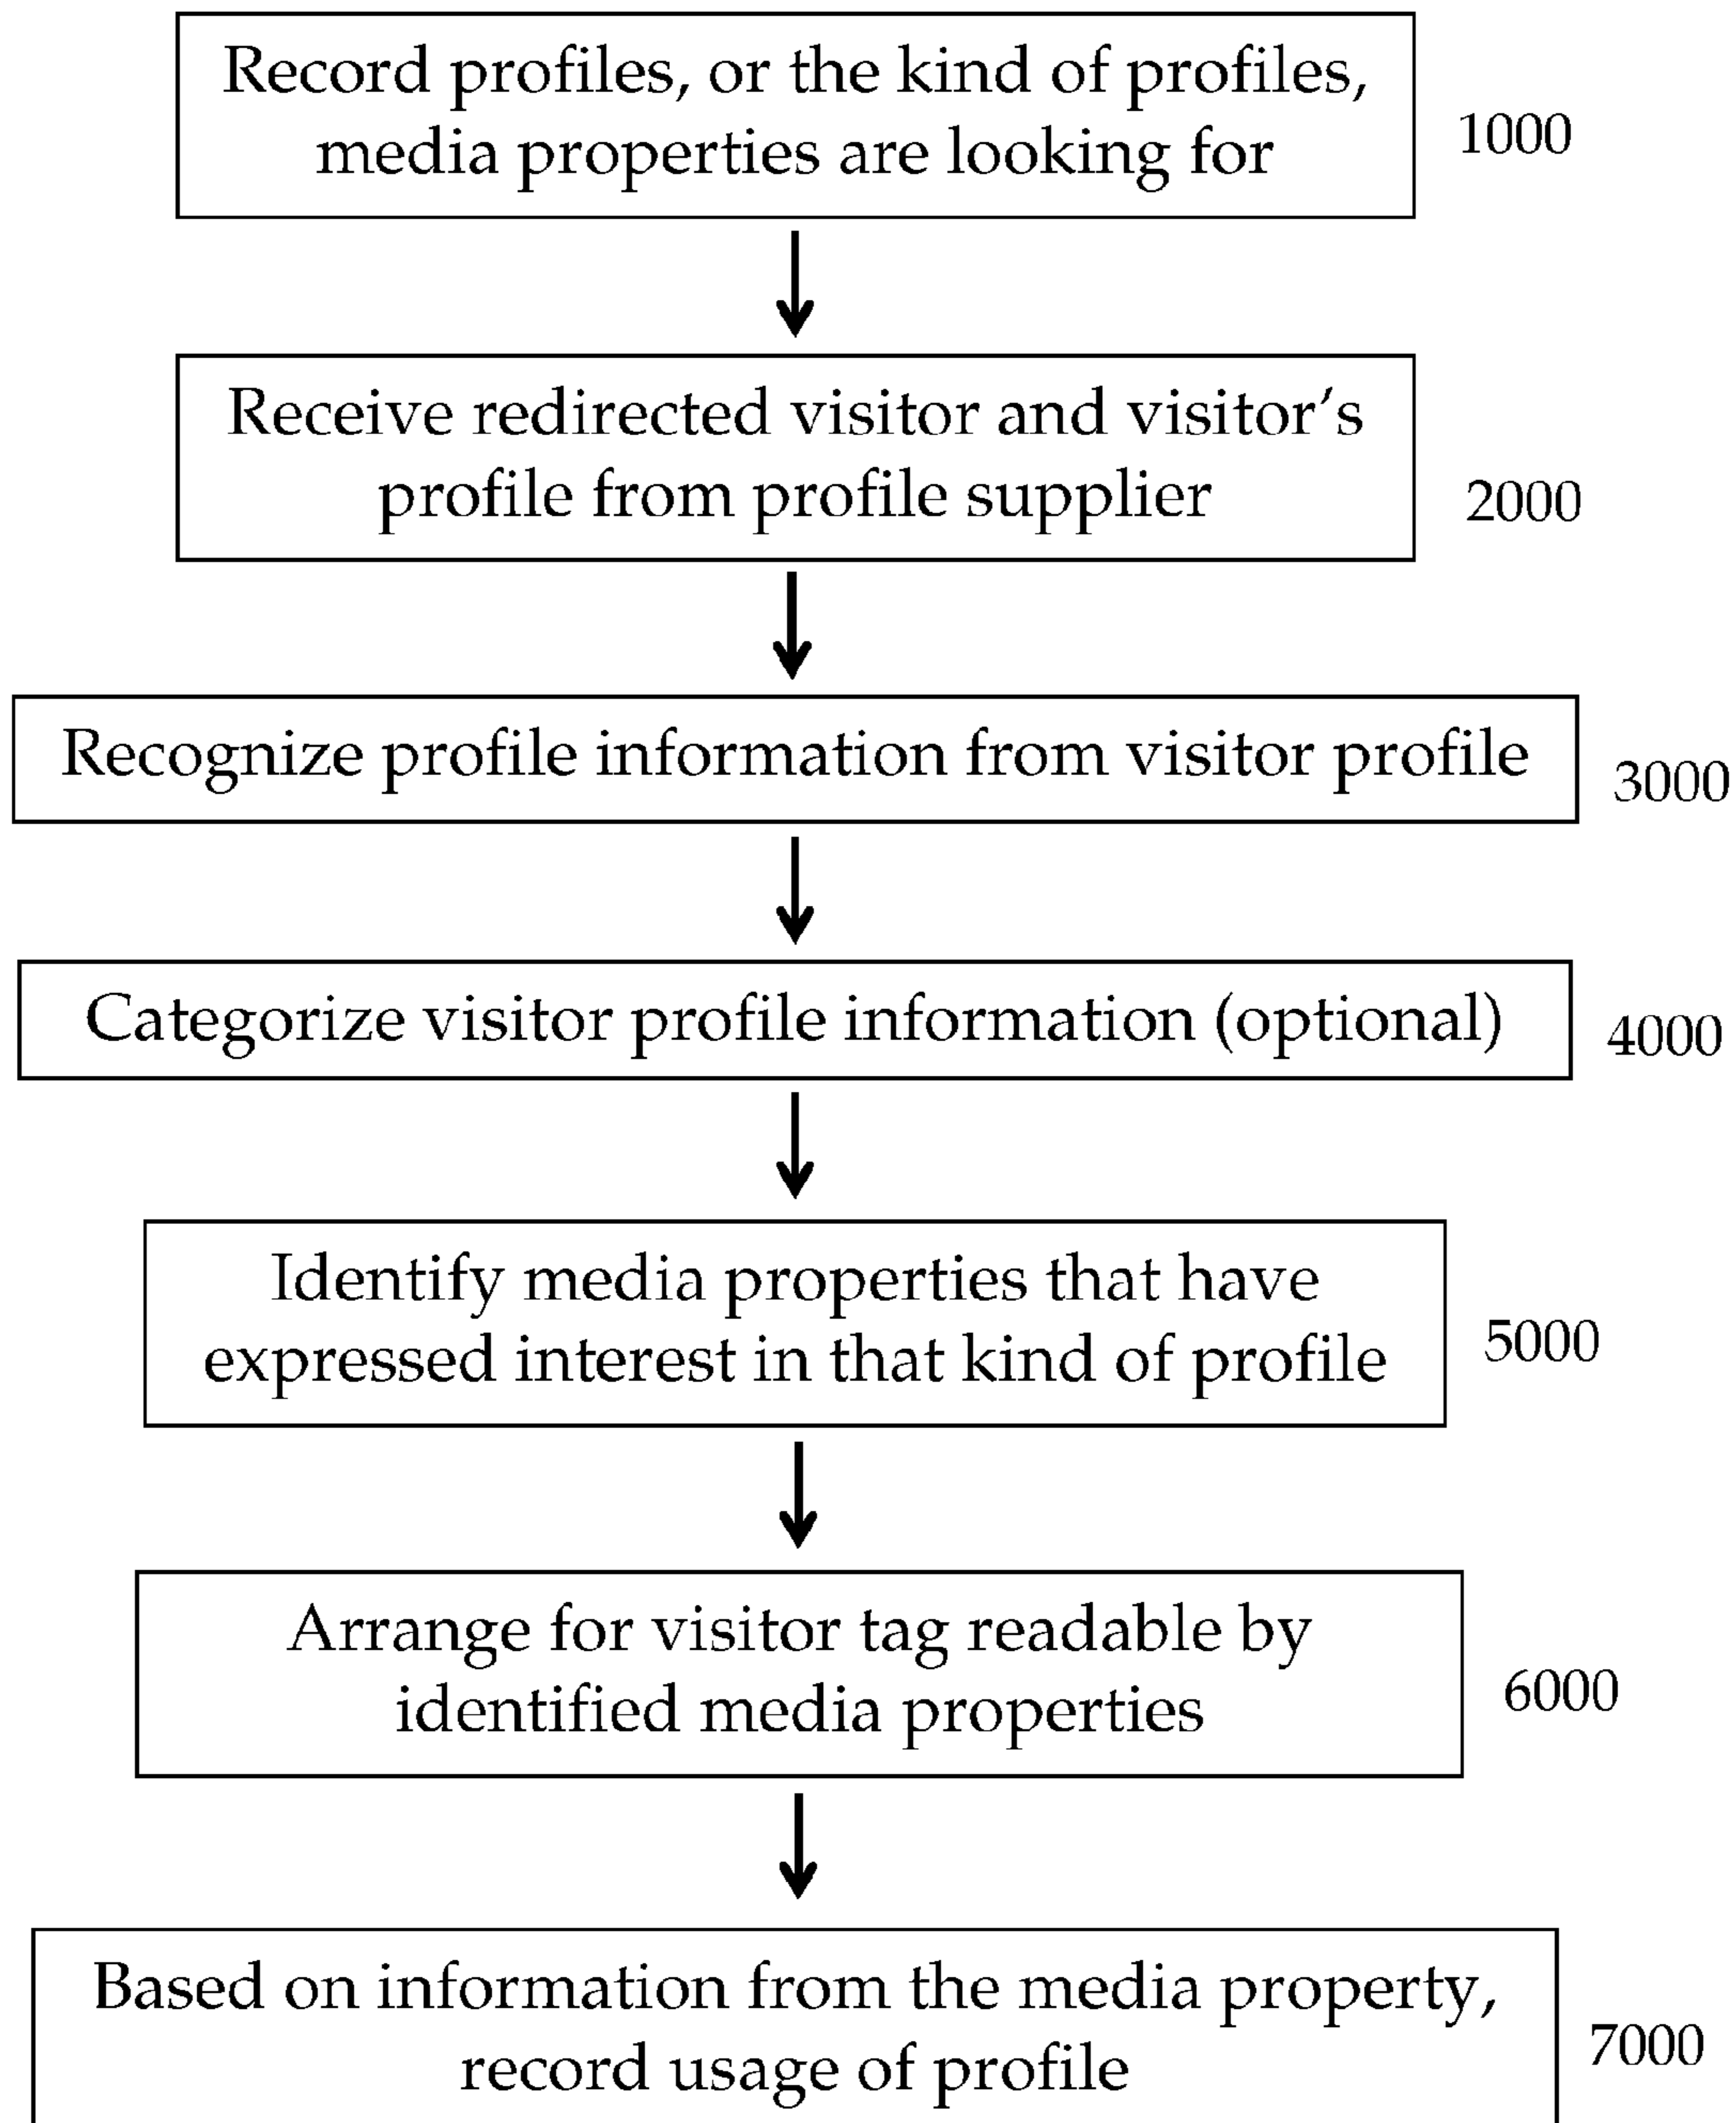 Record profiles, or the kind of profiles,
media properties are looking for
1000
Receive redirected visitor and visitor's
profile from profile supplier
2000
Recognize profile information from visitor profile
3000
Categorize visitor profile information (optional)
4000
Identify media properties that have
expressed interest in that kind of profile
5000
Arrange for visitor tag readable by
identified media properties
6000
Based on information from the media property,
record usage of profile
7000